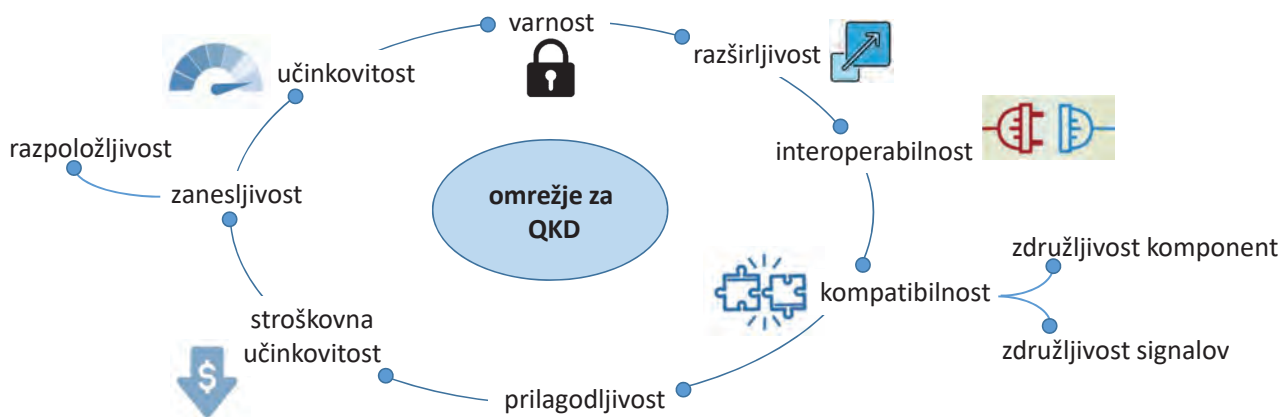 varnost
razširljivost
učinkovitost
interoperabilnost
razpoložljivost
zanesljivost
omrežje za
QKD
združljivost komponent
kompatibilnost
združljivost signalov
stroškovna
učinkovitost
$
prilagodljivost